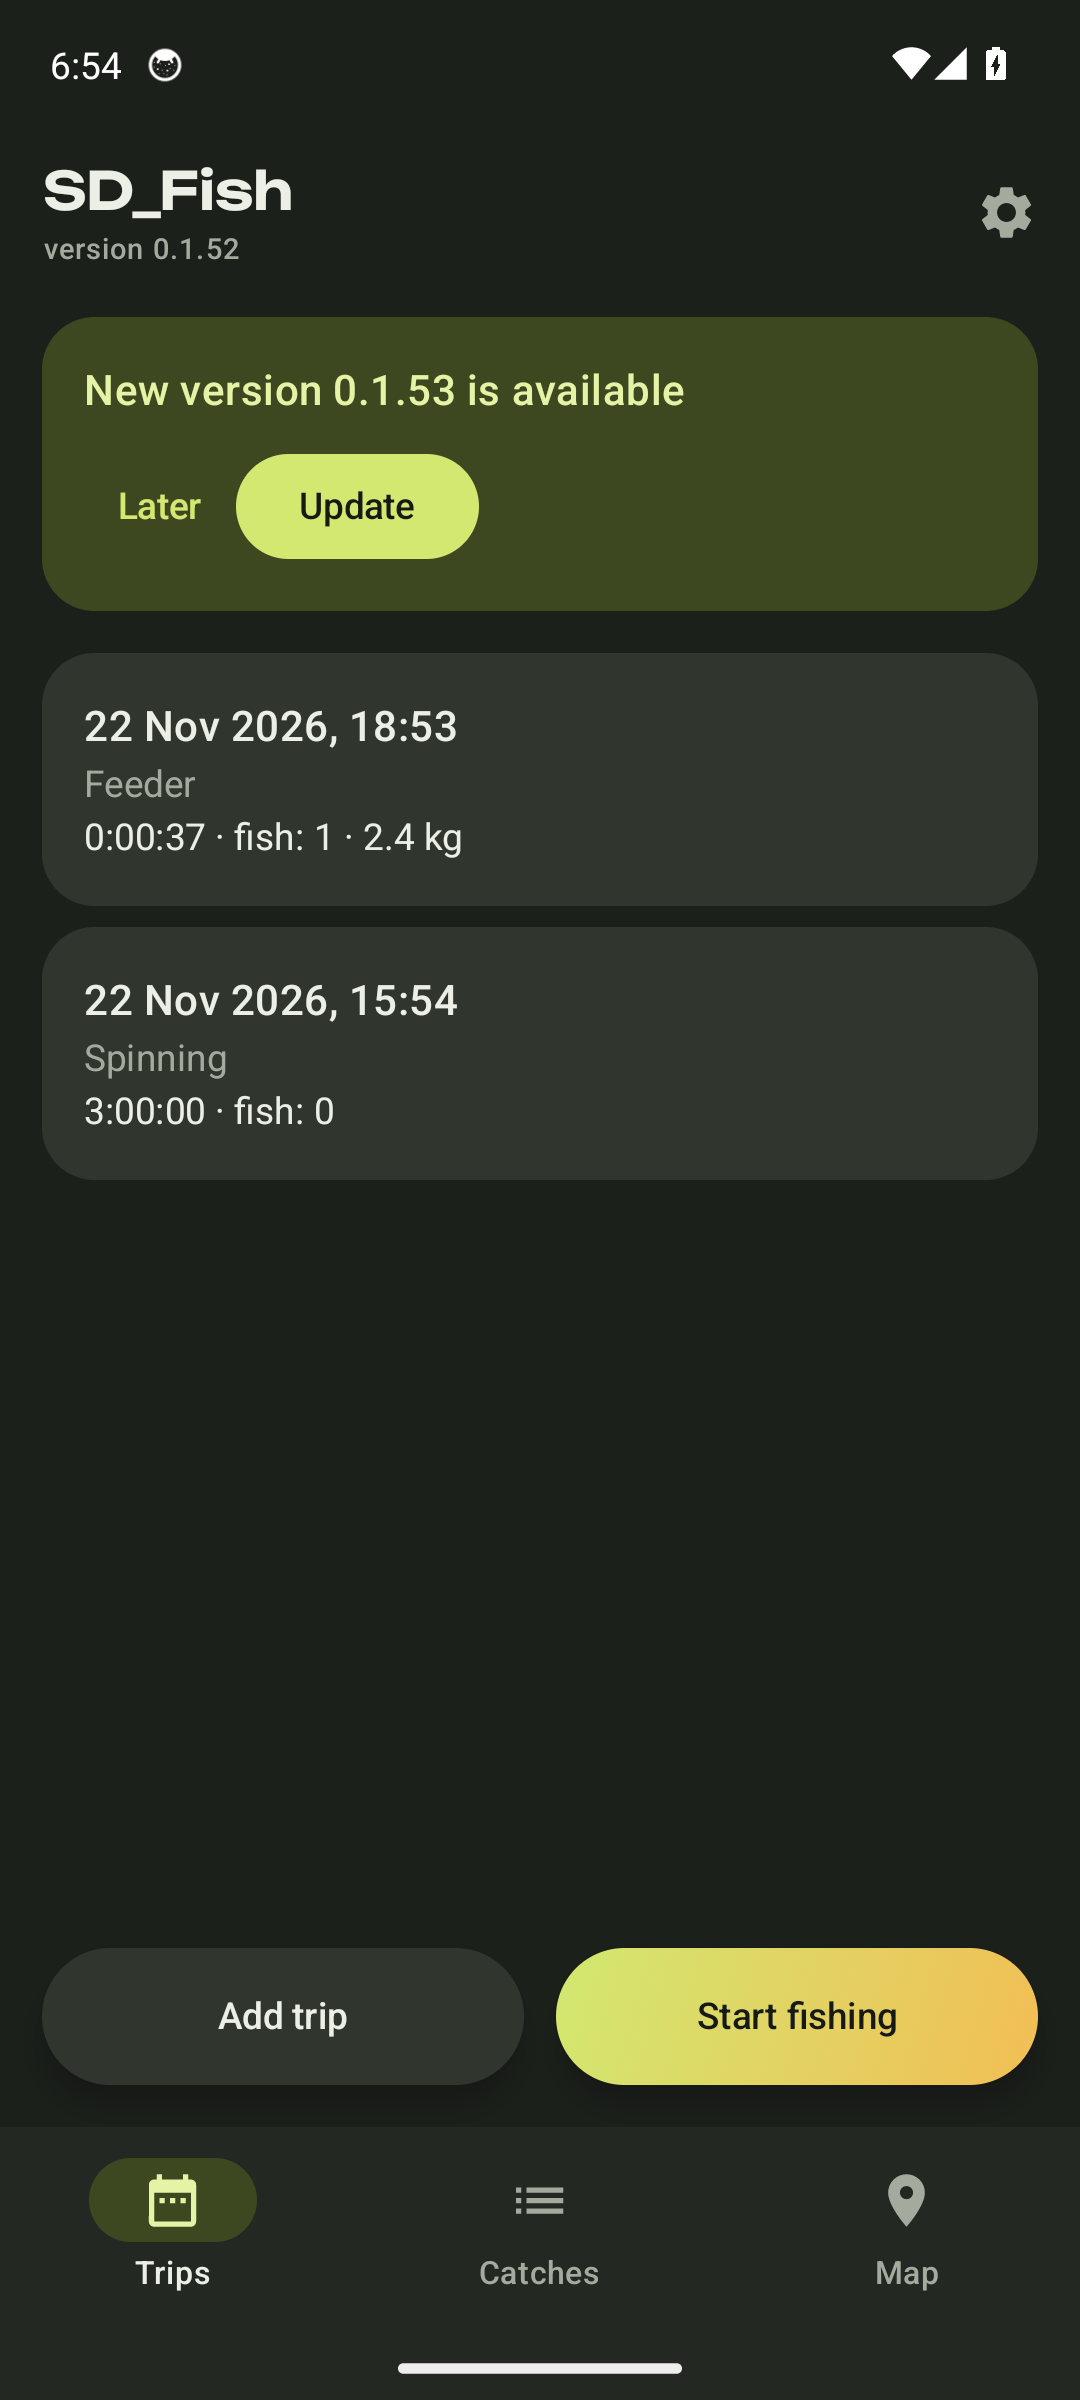 6:54
SD_Fish
version 0.1.52
New version 0.1.53 is available
Later
Update
22 Nov 2026, 18:53
Feeder
0:00:37 · fish: 1 · 2.4 kg
22 Nov 2026, 15:54
Spinning
3:00:00 · fish: 0
Add trip
Start fishing
Trips
Catches
Map